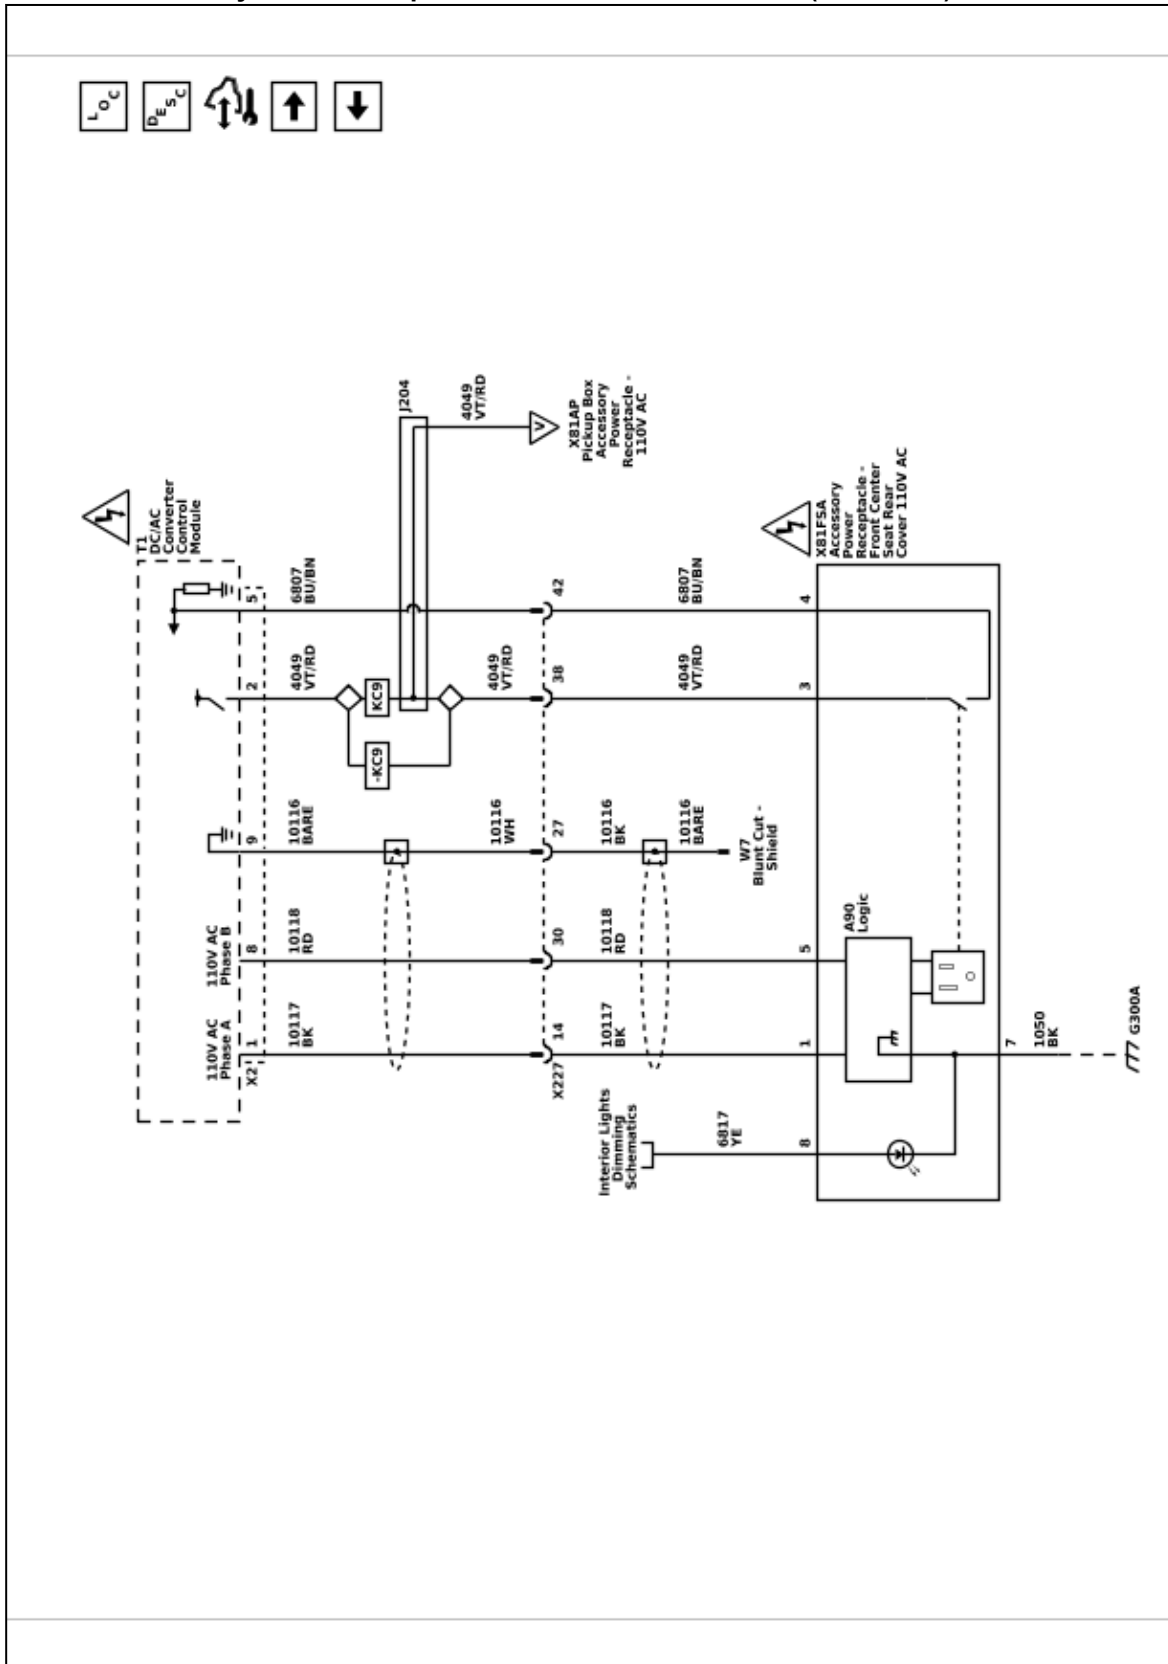 LOC
DESC
J204
4049
VT/RD
V
X81AP
Pickup Box
Accessory
Power
Receptacle -
110V AC
T1
DC/AC
Converter
Control
Module
5
6807
BU/BN
42
6807
BU/BN
4
2
4049
VT/RD
KC9
-KC9
4049
VT/RD
38
4049
VT/RD
3
9
10116
BARE
10116
WH
27
10116
BK
10116
BARE
W7
Blunt Cut -
Shield
110V AC
Phase B
8
10118
RD
30
10118
RD
5
110V AC
Phase A
1
X2
10117
BK
14
X227
10117
BK
1
X81FSA
Accessory
Power
Receptacle -
Front Center
Seat Rear
Cover 110V AC
A90
Logic
Interior Lights
Dimming
Schematics
6817
YE
8
7
1050
BK
G300A